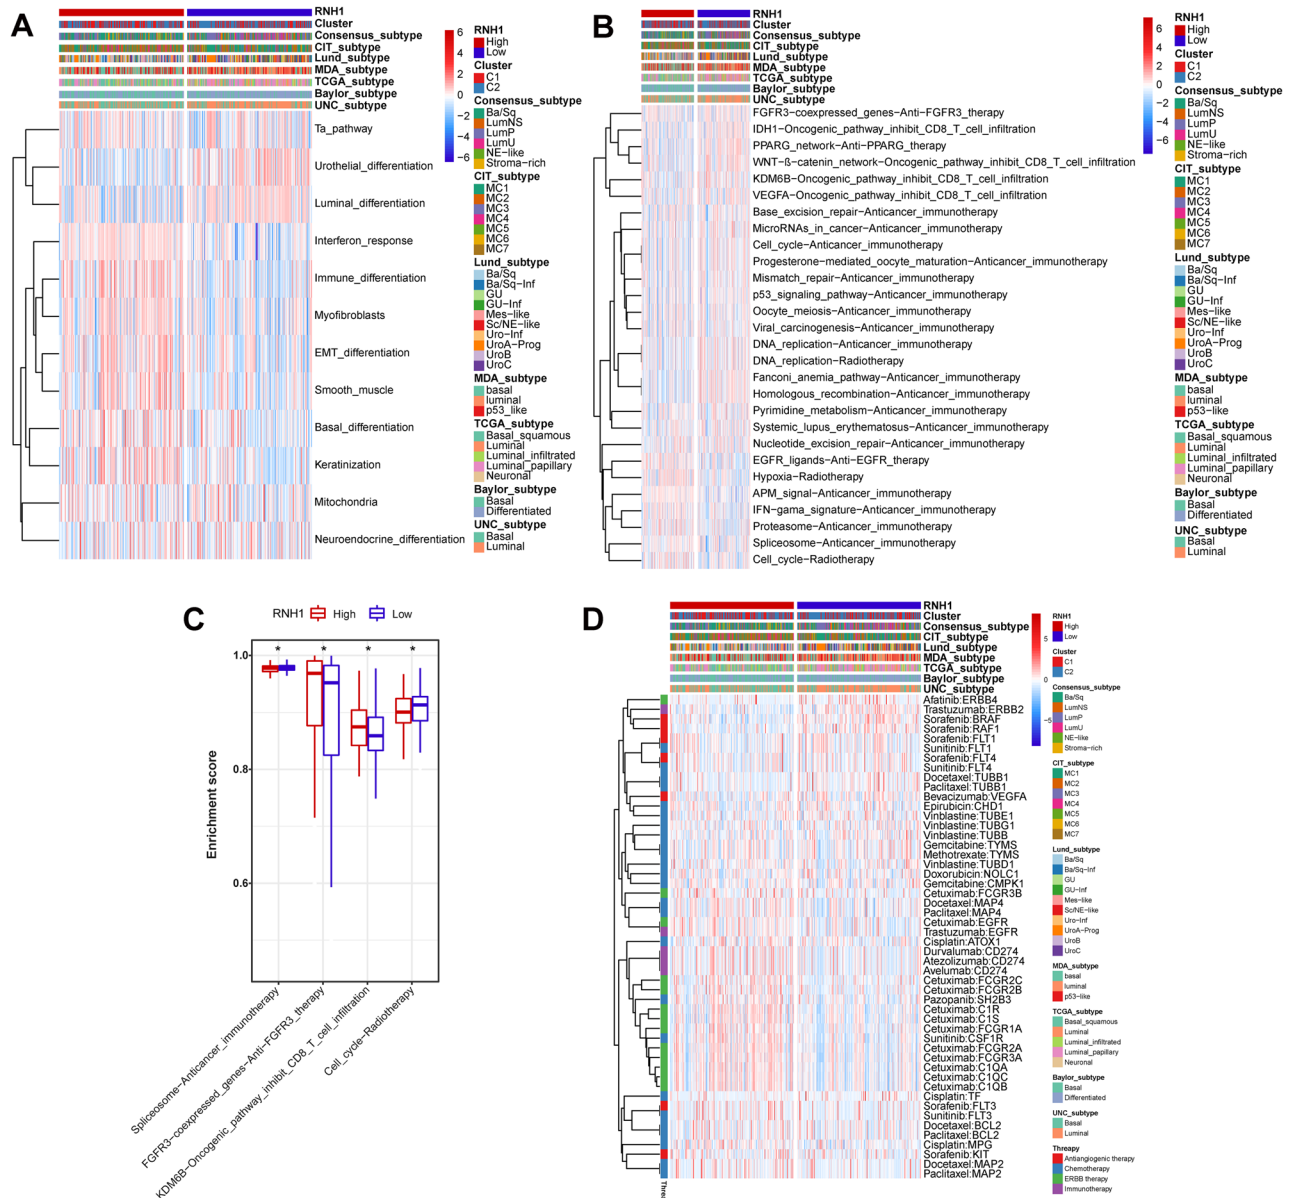 A
RNH1
Cluster
Consensus_subtype
CIT_subtype
Lund_subtype
MDA_subtype
TCGA_subtype
Baylor_subtype
UNC_subtype
Ta_pathway
Urothelial_differentiation
Luminal_differentiation
Interferon_response
Immune_differentiation
Myofibroblasts
EMT_differentiation
Smooth_muscle
Basal_differentiation
Keratinization
Mitochondria
Neuroendocrine_differentiation
6
4
2
0
−2
−4
−6
RNH1
High
Low
Cluster
C1
C2
Consensus_subtype
Ba/Sq
LumNS
LumP
LumU
NE−like
Stroma−rich
CIT_subtype
MC1
MC2
MC3
MC4
MC5
MC6
MC7
Lund_subtype
Ba/Sq
Ba/Sq−Inf
GU
GU−Inf
Mes−like
Sc/NE−like
Uro−Inf
UroA−Prog
UroB
UroC
MDA_subtype
basal
luminal
p53_like
TCGA_subtype
Basal_squamous
Luminal
Luminal_infiltrated
Luminal_papillary
Neuronal
Baylor_subtype
Basal
Differentiated
UNC_subtype
Basal
Luminal
B
RNH1
Cluster
Consensus_subtype
CIT_subtype
Lund_subtype
MDA_subtype
TCGA_subtype
Baylor_subtype
UNC_subtype
FGFR3−coexpressed_genes−Anti−FGFR3_therapy
IDH1−Oncogenic_pathway_inhibit_CD8_T_cell_infiltration
PPARG_network−Anti−PPARG_therapy
WNT−ß−catenin_network−Oncogenic_pathway_inhibit_CD8_T_cell_infiltration
KDM6B−Oncogenic_pathway_inhibit_CD8_T_cell_infiltration
VEGFA−Oncogenic_pathway_inhibit_CD8_T_cell_infiltration
Base_excision_repair−Anticancer_immunotherapy
MicroRNAs_in_cancer−Anticancer_immunotherapy
Cell_cycle−Anticancer_immunotherapy
Progesterone−mediated_oocyte_maturation−Anticancer_immunotherapy
Mismatch_repair−Anticancer_immunotherapy
p53_signaling_pathway−Anticancer_immunotherapy
Oocyte_meiosis−Anticancer_immunotherapy
Viral_carcinogenesis−Anticancer_immunotherapy
DNA_replication−Anticancer_immunotherapy
DNA_replication−Radiotherapy
Fanconi_anemia_pathway−Anticancer_immunotherapy
Homologous_recombination−Anticancer_immunotherapy
Pyrimidine_metabolism−Anticancer_immunotherapy
Systemic_lupus_erythematosus−Anticancer_immunotherapy
Nucleotide_excision_repair−Anticancer_immunotherapy
EGFR_ligands−Anti−EGFR_therapy
Hypoxia−Radiotherapy
APM_signal−Anticancer_immunotherapy
IFN−gama_signature−Anticancer_immunotherapy
Proteasome−Anticancer_immunotherapy
Spliceosome−Anticancer_immunotherapy
Cell_cycle−Radiotherapy
6
4
2
0
−2
−4
−6
RNH1
High
Low
Cluster
C1
C2
Consensus_subtype
Ba/Sq
LumNS
LumP
LumU
NE−like
Stroma−rich
CIT_subtype
MC1
MC2
MC3
MC4
MC5
MC6
MC7
Lund_subtype
Ba/Sq
Ba/Sq−Inf
GU
GU−Inf
Mes−like
Sc/NE−like
Uro−Inf
UroA−Prog
UroB
UroC
MDA_subtype
basal
luminal
p53−like
TCGA_subtype
Basal_squamous
Luminal
Luminal_infiltrated
Luminal_papillary
Neuronal
Baylor_subtype
Basal
Differentiated
UNC_subtype
Basal
Luminal
C
RNH1 High Low
Enrichment score
1.0
0.8
0.6
* * * *
Spliceosome−Anticancer_immunotherapy
FGFR3−coexpressed_genes−Anti−FGFR3_therapy
KDM6B−Oncogenic_pathway_inhibit_CD8_T_cell_infiltration
Cell_cycle−Radiotherapy
D
RNH1
Cluster
Consensus_subtype
CIT_subtype
Lund_subtype
MDA_subtype
TCGA_subtype
Baylor_subtype
UNC_subtype
Afatinib:ERBB4
Trastuzumab:ERBB2
Sorafenib:BRAF
Sorafenib:RAF1
Sorafenib:FLT1
Sunitinib:FLT1
Sorafenib:FLT4
Sunitinib:FLT4
Docetaxel:TUBB1
Paclitaxel:TUBB1
Bevacizumab:VEGFA
Epirubicin:CHD1
Vinblastine:TUBE1
Vinblastine:TUBG1
Vinblastine:TUBB
Gemcitabine:TYMS
Methotrexate:TYMS
Vinblastine:TUBD1
Doxorubicin:NOLC1
Gemcitabine:CMPK1
Cetuximab:FCGR3B
Docetaxel:MAP4
Paclitaxel:MAP4
Cetuximab:EGFR
Trastuzumab:EGFR
Cisplatin:ATOX1
Durvalumab:CD274
Atezolizumab:CD274
Avelumab:CD274
Cetuximab:FCGR2C
Cetuximab:FCGR2B
Pazopanib:SH2B3
Cetuximab:C1R
Cetuximab:C1S
Cetuximab:FCGR1A
Sunitinib:CSF1R
Cetuximab:FCGR2A
Cetuximab:FCGR3A
Cetuximab:C1QA
Cetuximab:C1QC
Cetuximab:C1QB
Cisplatin:TF
Sorafenib:FLT3
Sunitinib:FLT3
Docetaxel:BCL2
Paclitaxel:BCL2
Cisplatin:MPG
Sorafenib:KIT
Docetaxel:MAP2
Paclitaxel:MAP2
5
0
−5
RNH1
High
Low
Cluster
C1
C2
Consensus_subtype
Ba/Sq
LumNS
LumP
LumU
NE−like
Stroma−rich
CIT_subtype
MC1
MC2
MC3
MC4
MC5
MC6
MC7
Lund_subtype
Ba/Sq
Ba/Sq−Inf
GU
GU−Inf
Mes−like
Sc/NE−like
Uro−Inf
UroA−Prog
UroB
UroC
MDA_subtype
basal
luminal
p53−like
TCGA_subtype
Basal_squamous
Luminal
Luminal_infiltrated
Luminal_papillary
Neuronal
Baylor_subtype
Basal
Differentiated
UNC_subtype
Basal
Luminal
Threapy
Antiangiogenic therapy
Chemotherapy
ERBB therapy
Immunotherapy